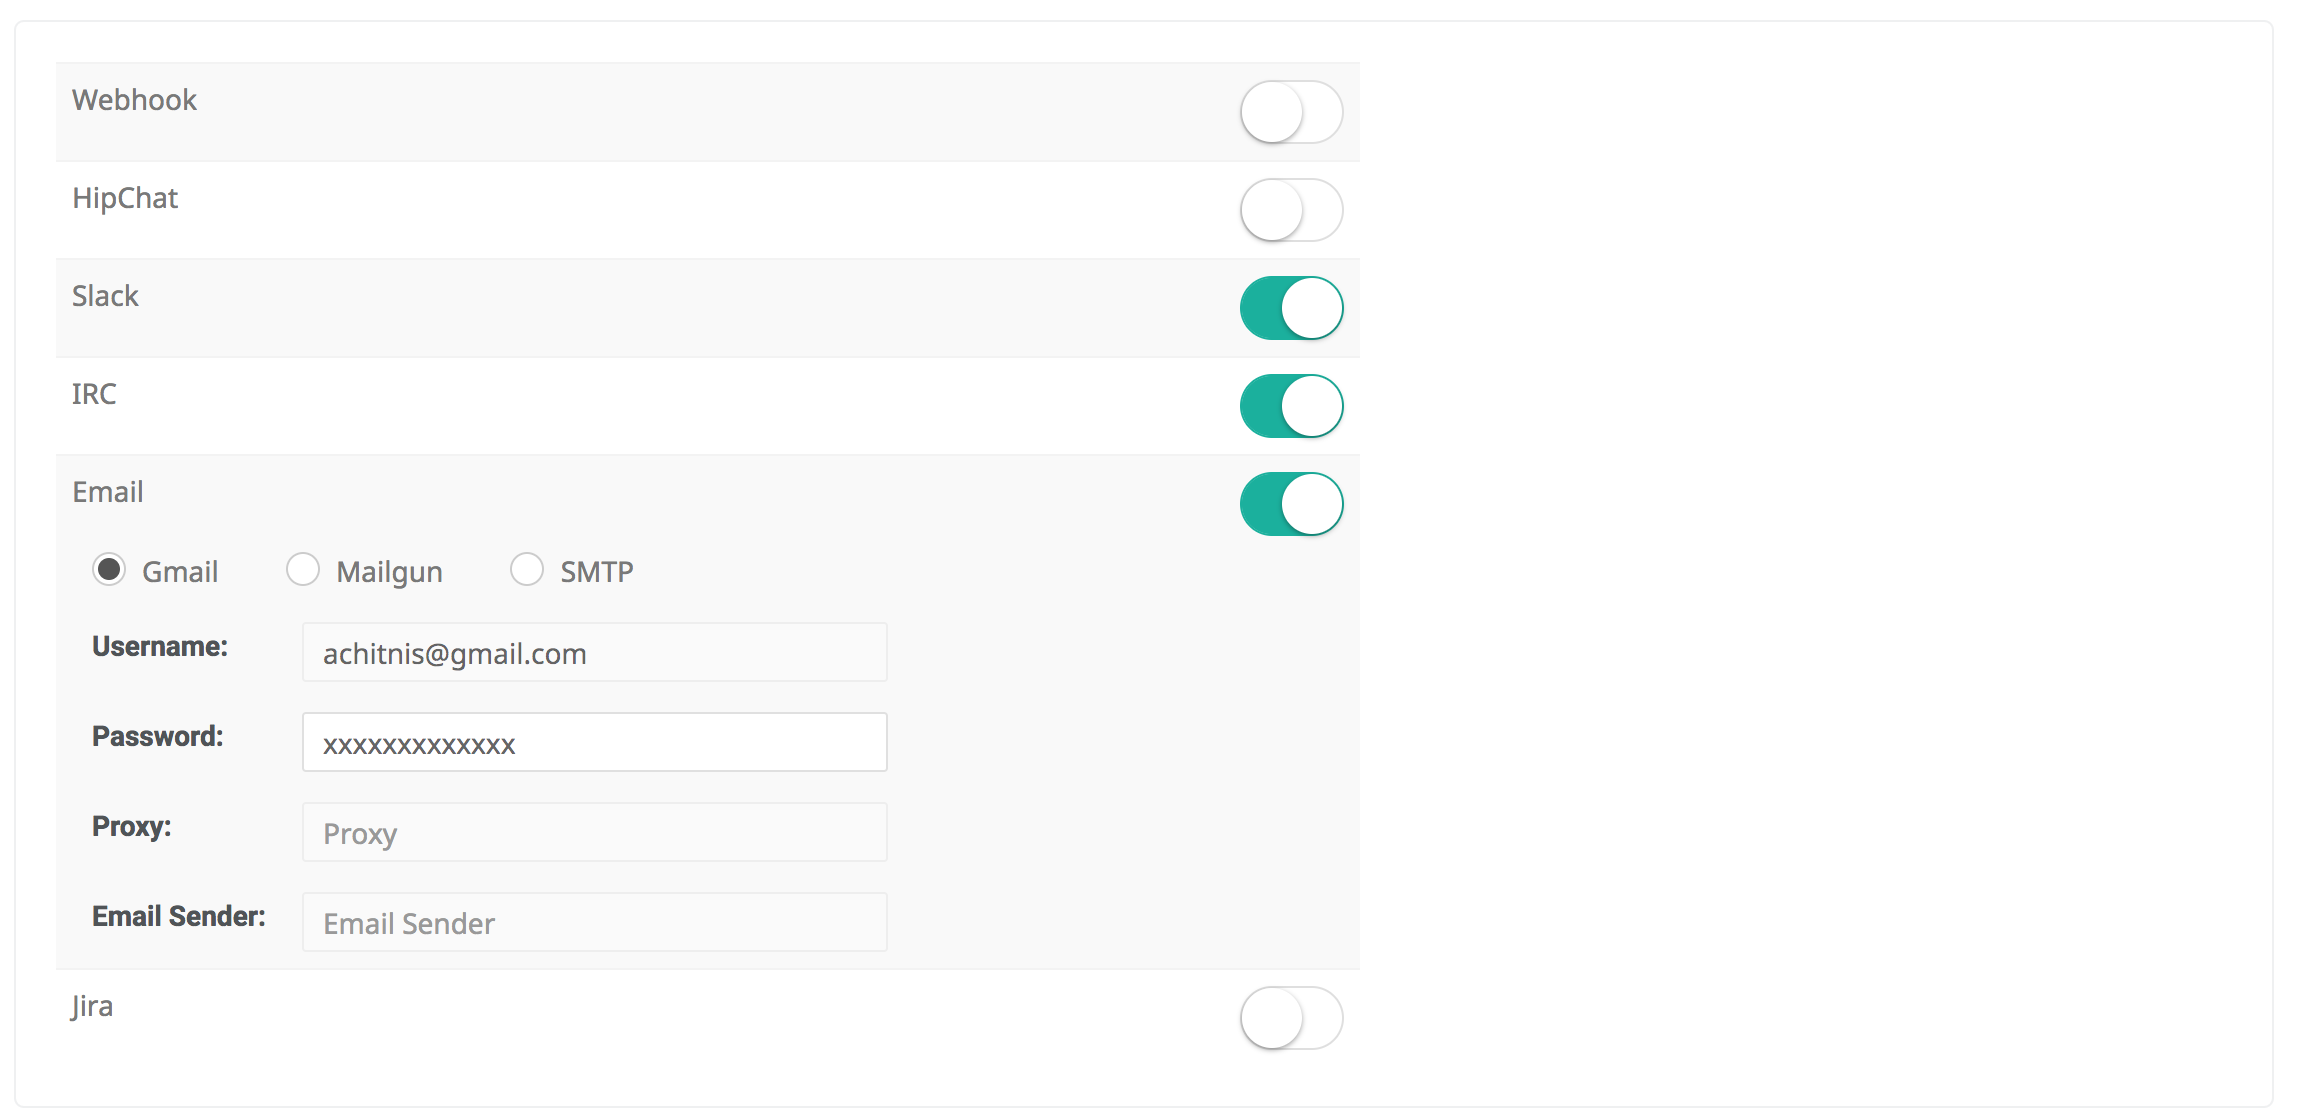 Webhook
HipChat
Slack
IRC
Email
Gmail Mailgun SMTP
Username: achitnis@gmail.com
Password: xxxxxxxxxxxxx
Proxy: Proxy
Email Sender: Email Sender
Jira